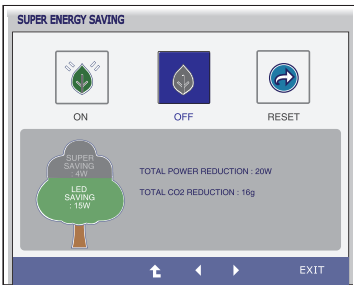 SUPER ENERGY SAVING
ON
OFF
RESET
SUPER
SAVING
: 4W
LED
SAVING
: 15W
TOTAL POWER REDUCTION : 20W
TOTAL CO2 REDUCTION : 16g
EXIT